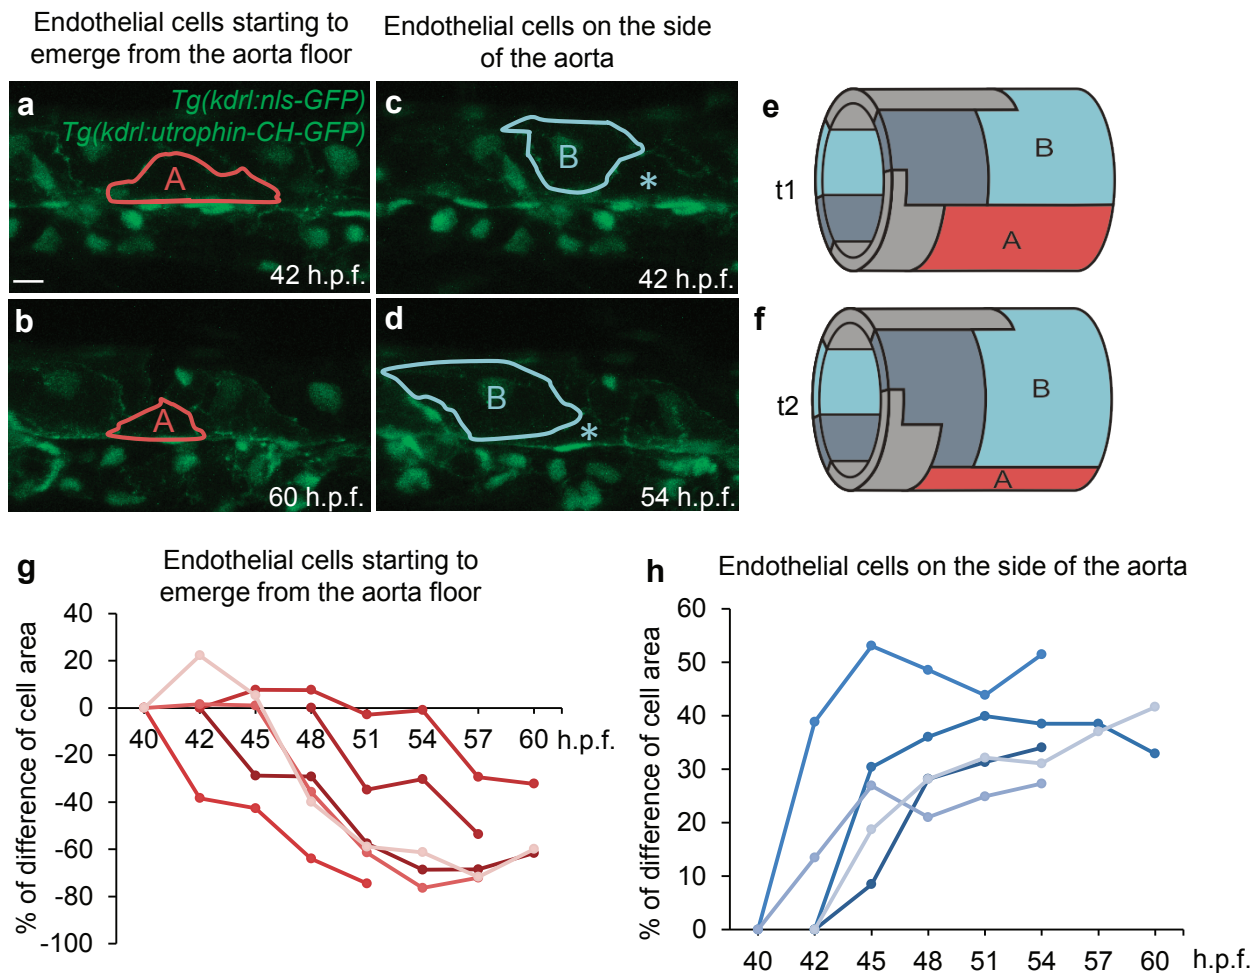 Endothelial cells starting to
emerge from the aorta floor
Endothelial cells on the side
of the aorta
a
Tg(kdrl:nls-GFP)
Tg(kdrl:utrophin-CH-GFP)
A
42 h.p.f.
c
B
*
42 h.p.f.
e
t1
B
A
b
A
60 h.p.f.
d
B
*
54 h.p.f.
f
t2
B
A
g
Endothelial cells starting to
emerge from the aorta floor
% of difference of cell area
40
20
0
-20
-40
-60
-80
-100
40 42 45 48 51 54 57 60 h.p.f.
h
Endothelial cells on the side of the aorta
% of difference of cell area
60
50
40
30
20
10
0
40 42 45 48 51 54 57 60 h.p.f.